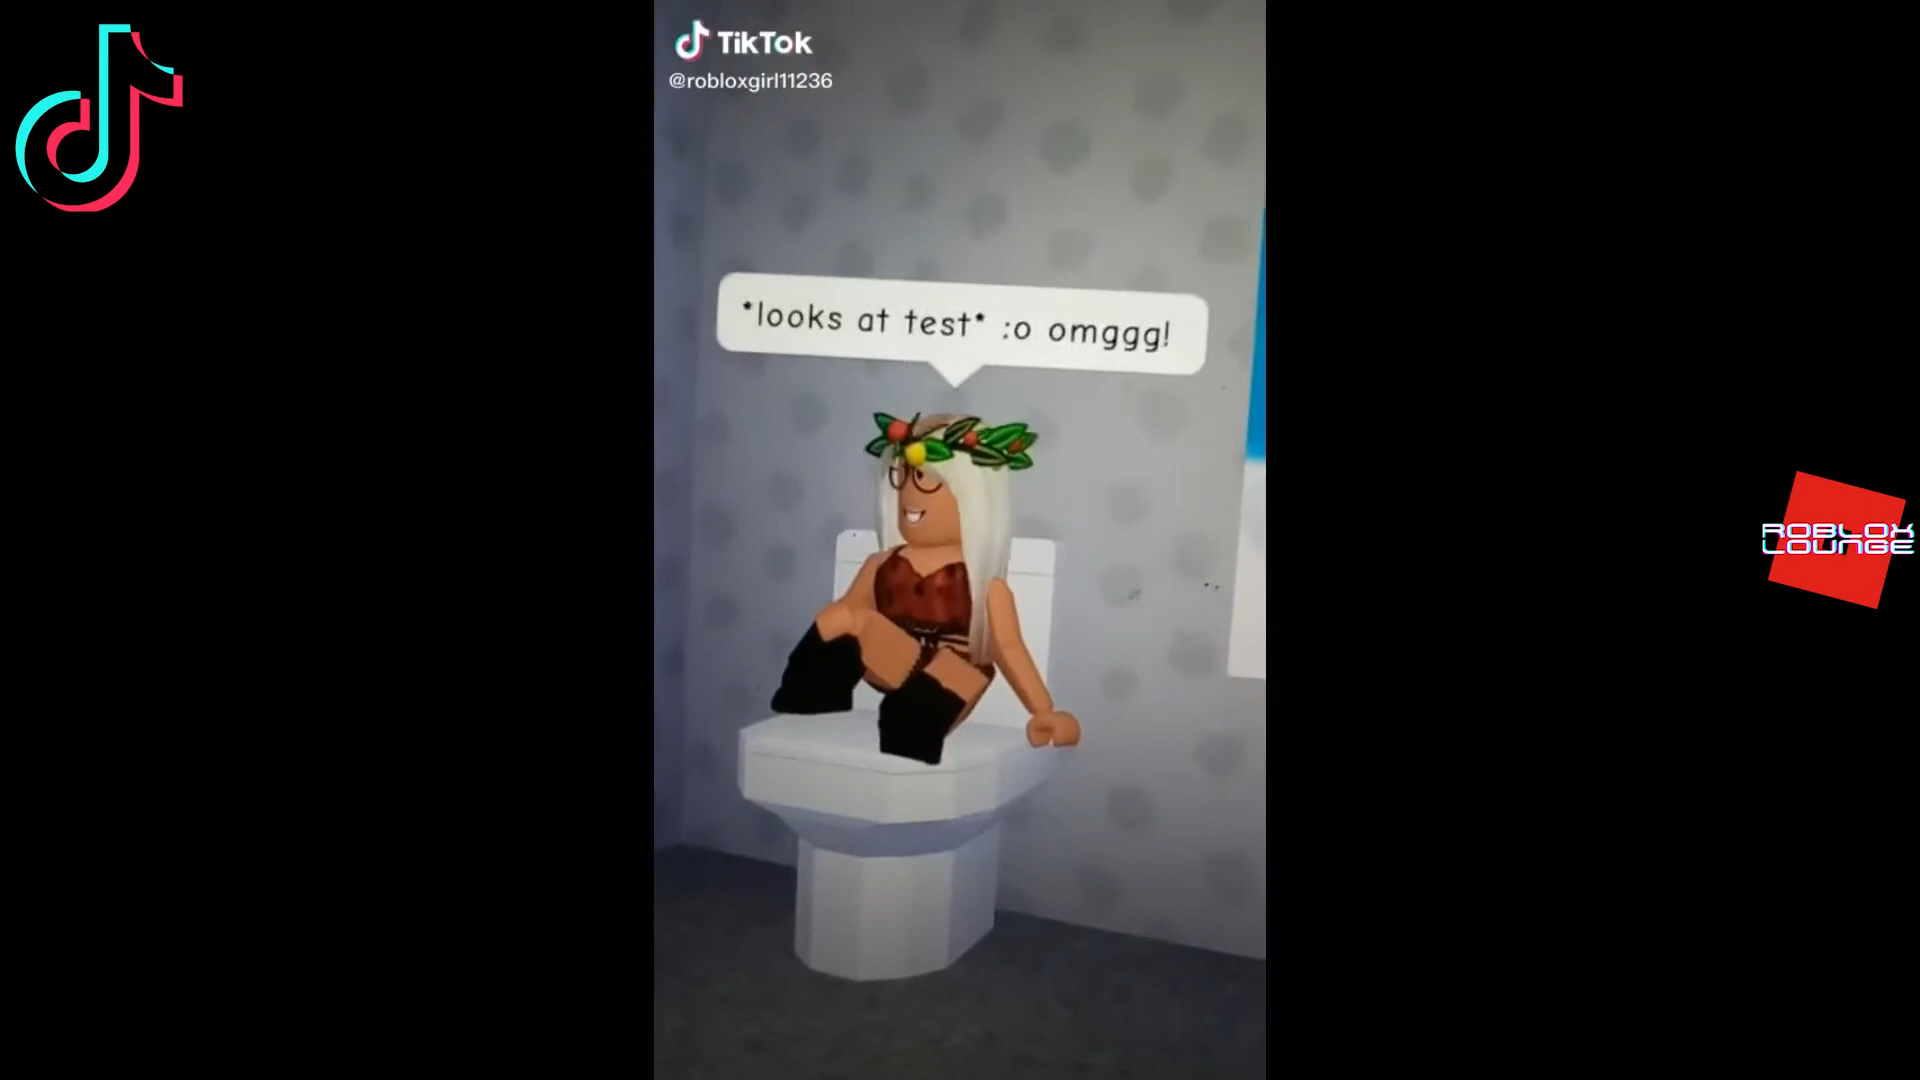 TikTok
@robloxgirl11236
*looks at test* :o omggg!
ROBLOX
LOUNGE